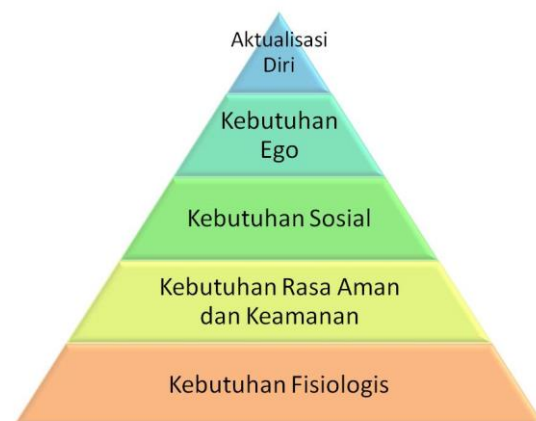 Aktualisasi
Diri
Kebutuhan
Ego
Kebutuhan Sosial
Kebutuhan Rasa Aman
dan Keamanan
Kebutuhan Fisiologis